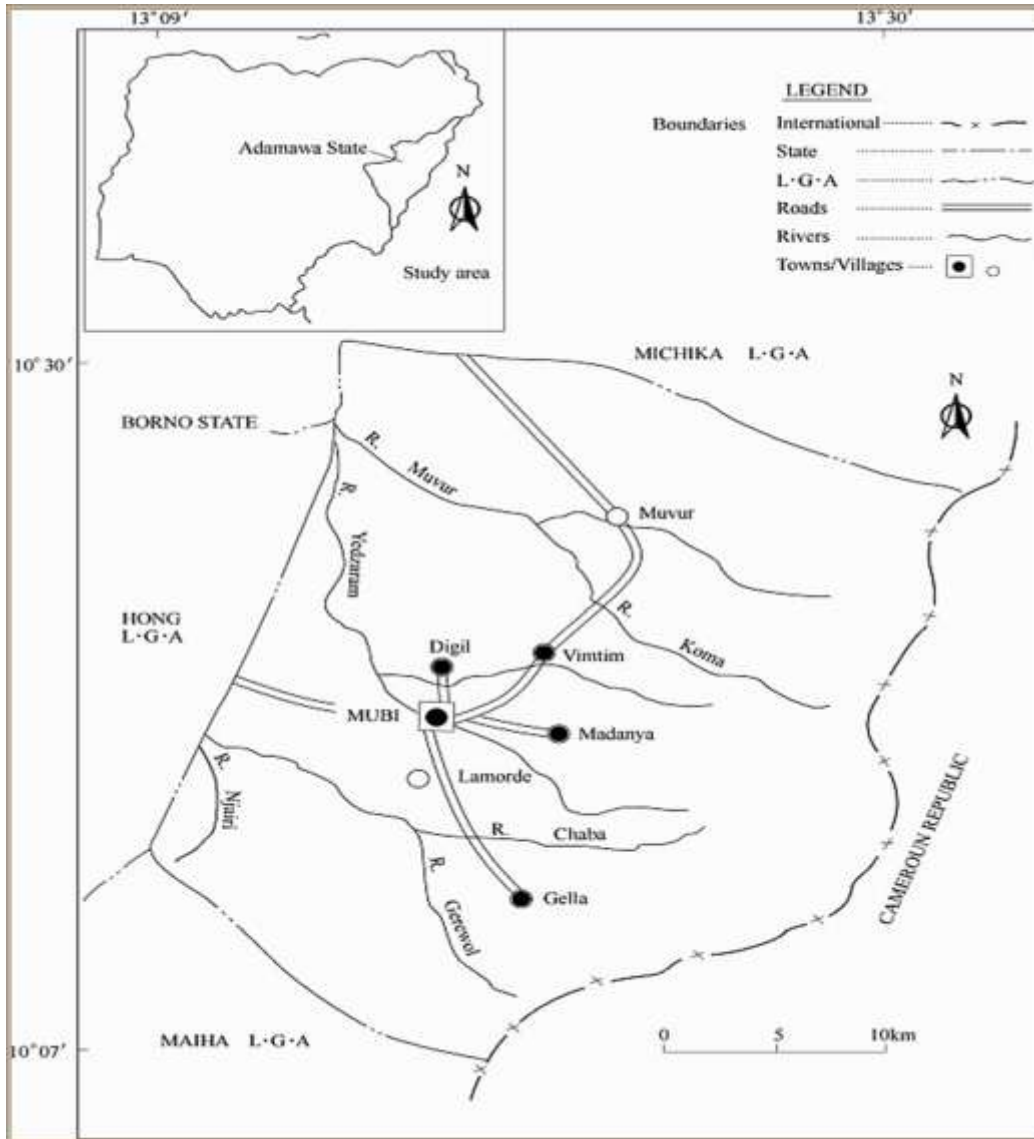 13°09'
13°30'
LEGEND
Boundaries International
State
L·G·A
Roads
Rivers
Towns/Villages
Adamawa State
N
Study area
10°30'
MICHIKA L·G·A
N
BORNO STATE
R. Muvur
Muvur
R. Yedzaram
HONG
L·G·A
R. Koma
Digil
Vimtim
MUBI
Madanya
Lamorde
R. Njairi
R. Chaba
CAMEROUN REPUBLIC
R. Gerewol
Gella
MAIHA L·G·A
10°07'
0 5 10km